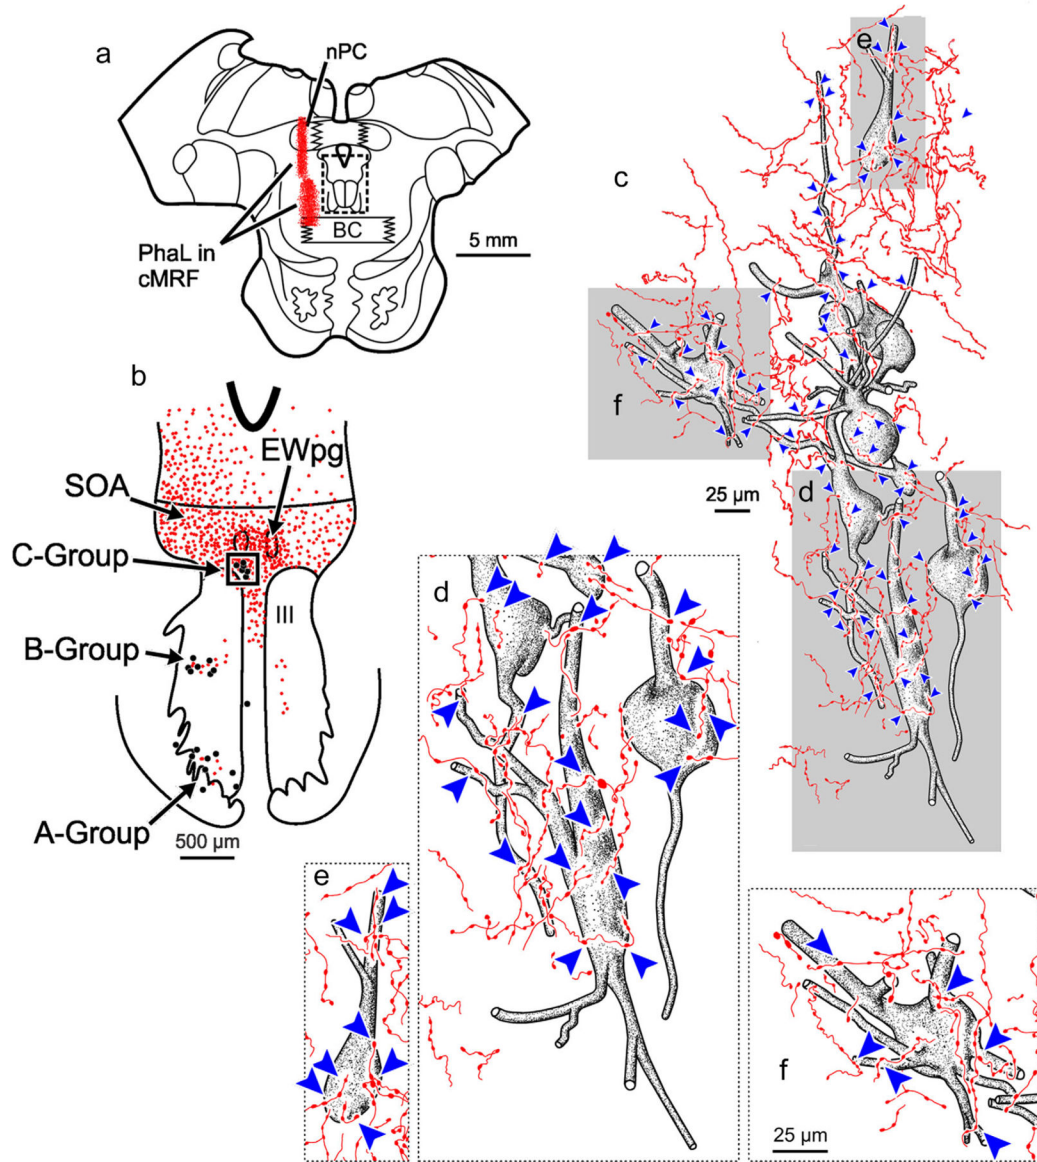 a
nPC
PhaL in
cMRF
BC
5 mm
b
SOA
EWpg
C-Group
III
B-Group
A-Group
500 µm
c
e
f
25 µm
d
d
e
f
25 µm